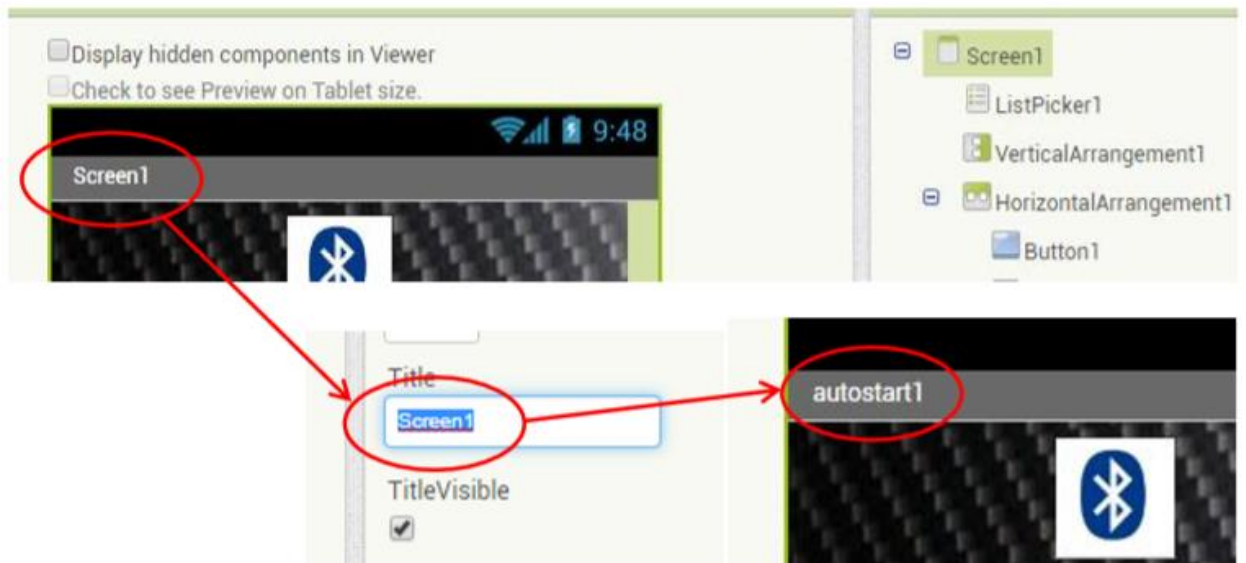 Display hidden components in Viewer
Check to see Preview on Tablet size.
9:48
Screen1
Screen1
ListPicker1
VerticalArrangement1
HorizontalArrangement1
Button1
Title
Screen1
TitleVisible
autostart1